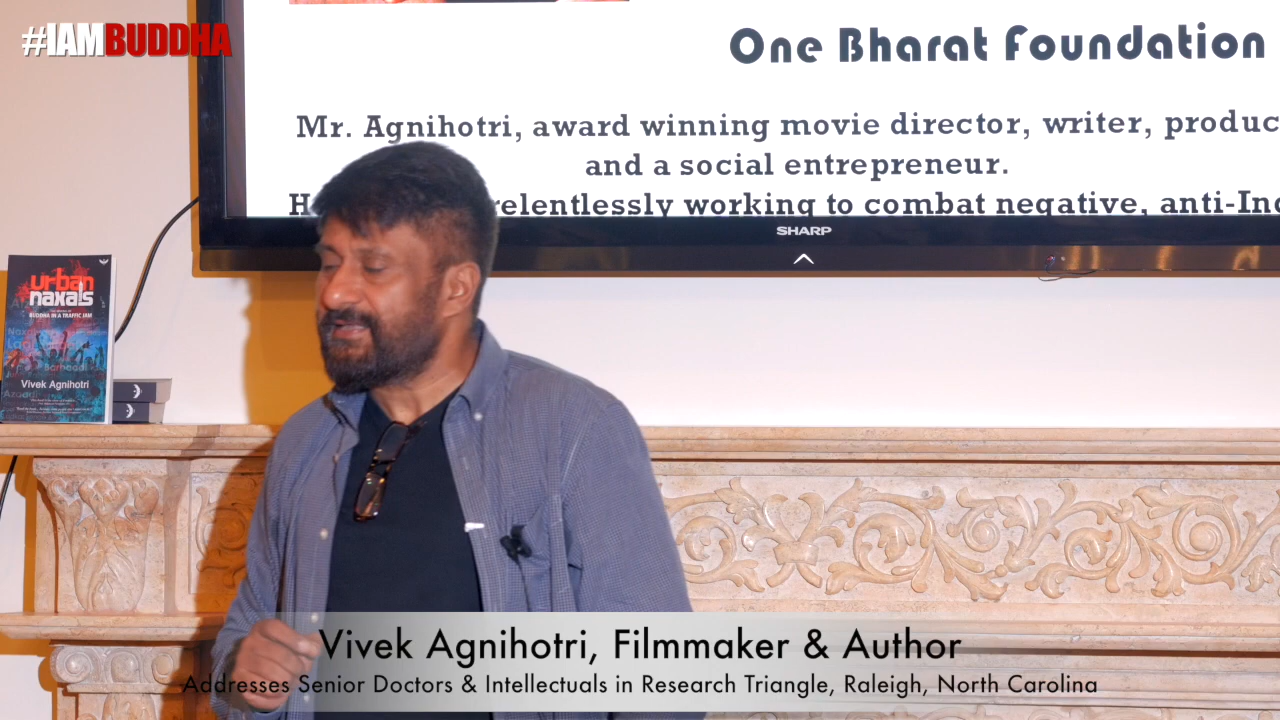 #IAMBUDDHA
One Bharat Foundation
Mr. Agnihotri, award winning movie director, writer, produc
and a social entrepreneur.
relentlessly working to combat negative, anti-In
SHARP
urban
naxals
BUDDHA IN A TRAFFIC JAM
Vivek Agnihotri
Vivek Agnihotri, Filmmaker & Author
Addresses Senior Doctors & Intellectuals in Research Triangle, Raleigh, North Carolina